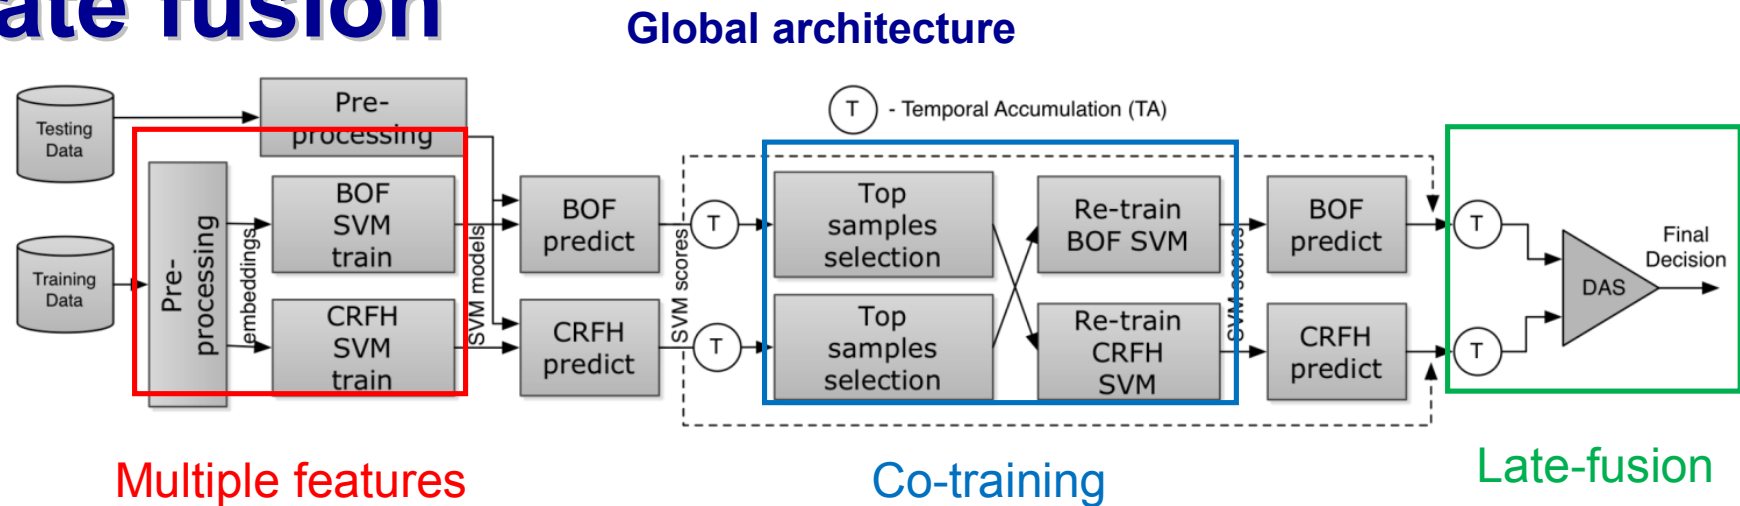 ate fusion
Global architecture
Testing
Data
Pre-
processing
T
- Temporal Accumulation (TA)
Training
Data
Pre-
processing
embeddings
BOF
SVM
train
CRFH
SVM
train
SVM models
BOF
predict
CRFH
predict
SVM scores
T
T
Top
samples
selection
Top
samples
selection
Re-train
BOF SVM
Re-train
CRFH
SVM
SVM scores
BOF
predict
CRFH
predict
T
T
DAS
Final
Decision
Multiple features
Co-training
Late-fusion